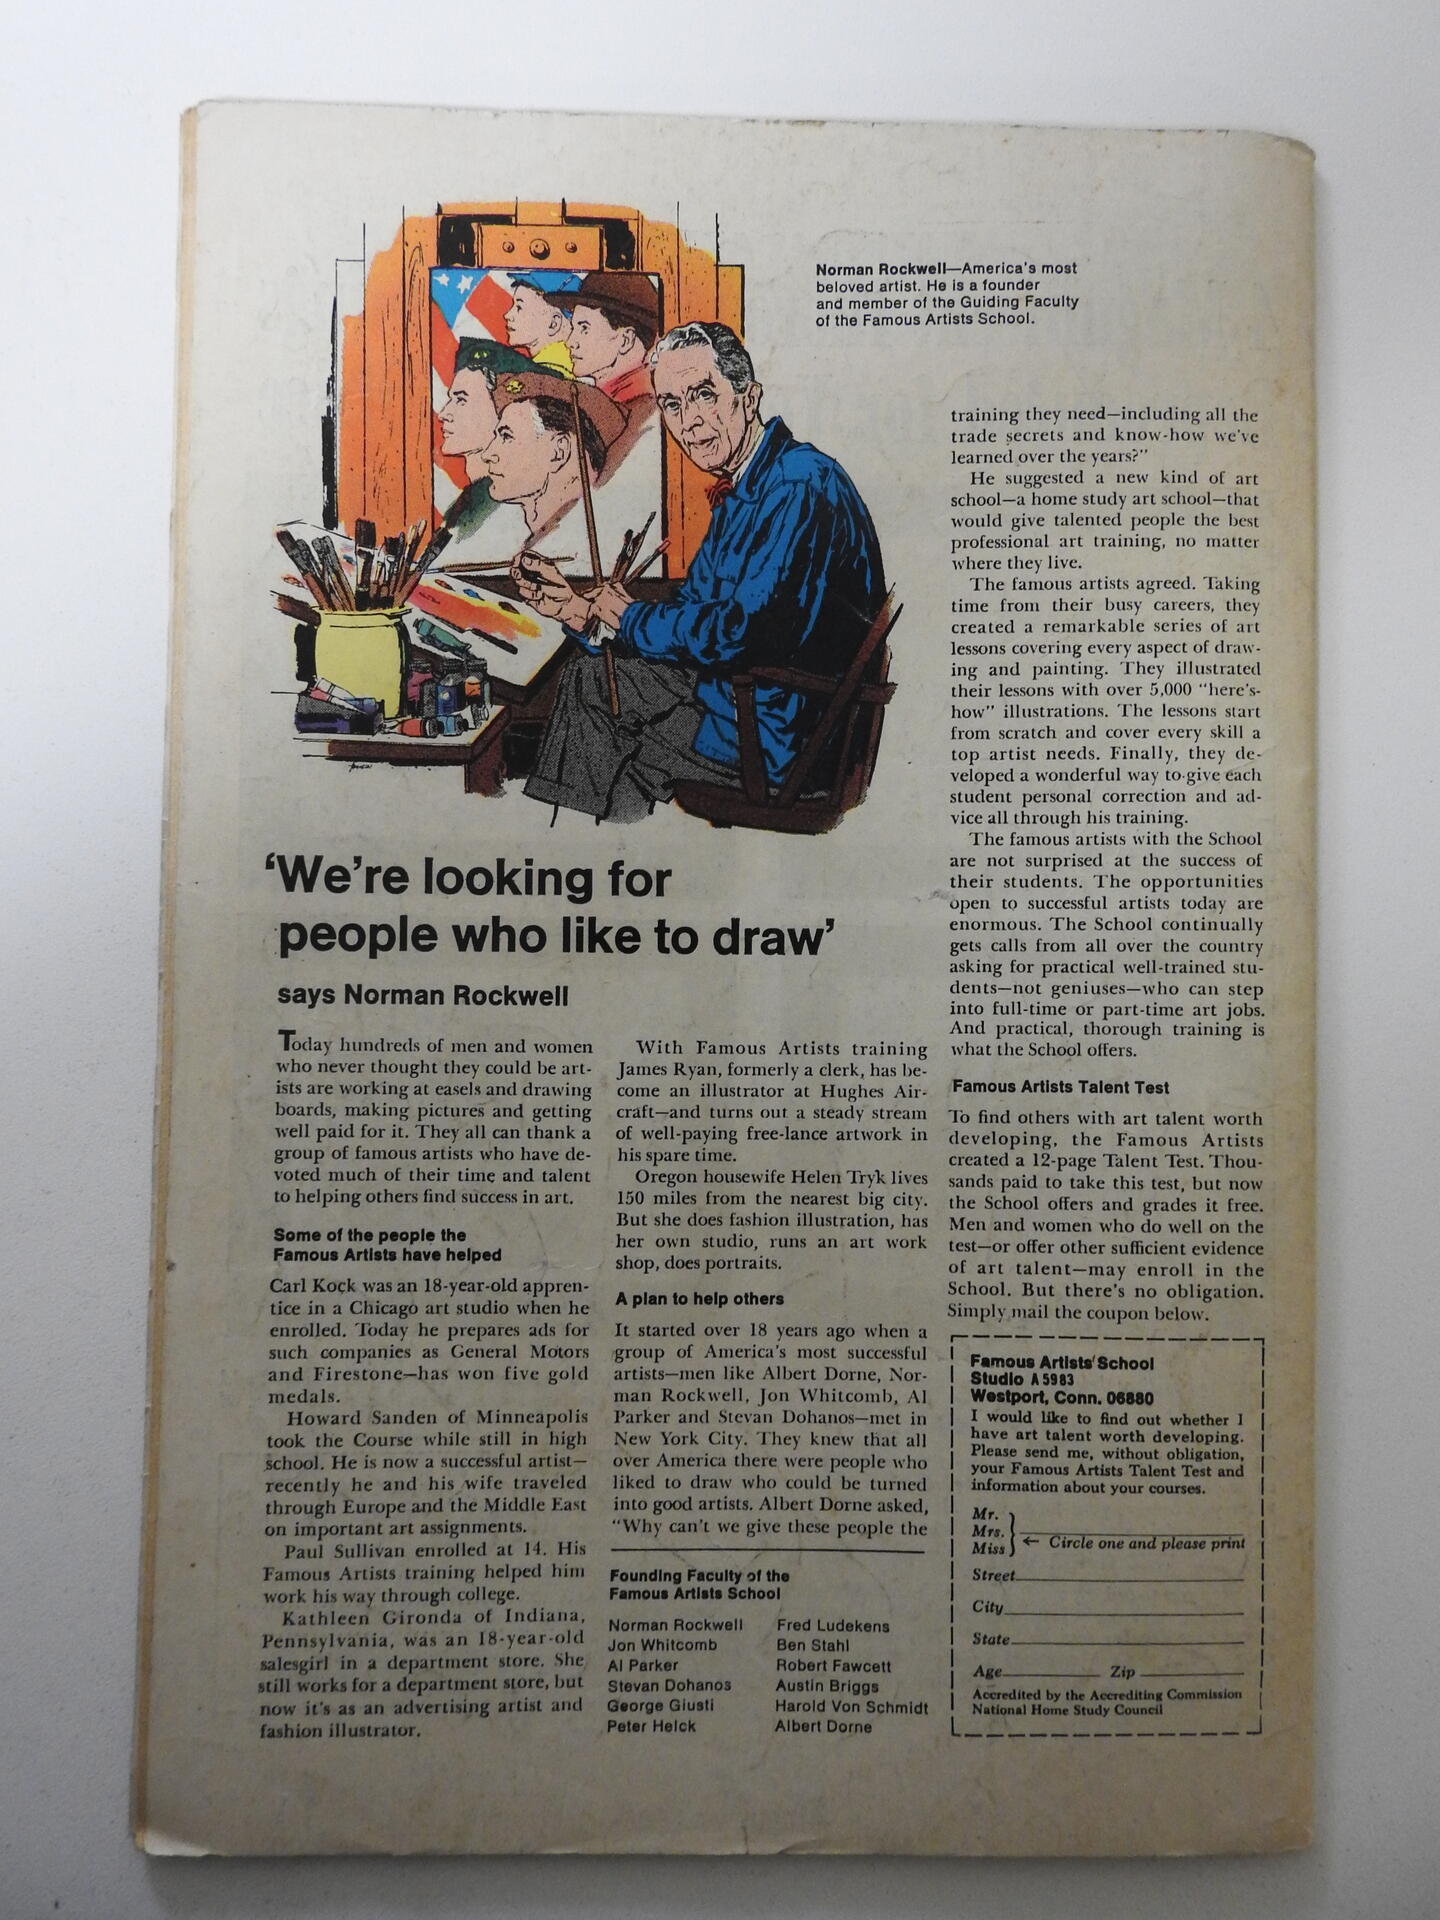 Norman Rockwell—America's most
beloved artist. He is a founder
and member of the Guiding Faculty
of the Famous Artists School.
'We're looking for
people who like to draw'
says Norman Rockwell
Today hundreds of men and women
who never thought they could be art-
ists are working at easels and drawing
boards, making pictures and getting
well paid for it. They all can thank a
group of famous artists who have de-
voted much of their time and talent
to helping others find success in art.
Some of the people the
Famous Artists have helped
Carl Kock was an 18-year-old appren-
tice in a Chicago art studio when he
enrolled. Today he prepares ads for
such companies as General Motors
and Firestone—has won five gold
medals.
Howard Sanden of Minneapolis
took the Course while still in high
school. He is now a successful artist—
recently he and his wife traveled
through Europe and the Middle East
on important art assignments.
Paul Sullivan enrolled at 14. His
Famous Artists training helped him
work his way through college.
Kathleen Gironda of Indiana,
Pennsylvania, was an 18-year-old
salesgirl in a department store. She
still works for a department store, but
now it's as an advertising artist and
fashion illustrator.
With Famous Artists training
James Ryan, formerly a clerk, has be-
come an illustrator at Hughes Air-
craft—and turns out a steady stream
of well-paying free-lance artwork in
his spare time.
Oregon housewife Helen Tryk lives
150 miles from the nearest big city.
But she does fashion illustration, has
her own studio, runs an art work
shop, does portraits.
A plan to help others
It started over 18 years ago when a
group of America's most successful
artists—men like Albert Dorne, Nor-
man Rockwell, Jon Whitcomb, Al
Parker and Stevan Dohanos—met in
New York City. They knew that all
over America there were people who
liked to draw who could be turned
into good artists. Albert Dorne asked,
"Why can't we give these people the
Founding Faculty of the
Famous Artists School
Norman Rockwell
Jon Whitcomb
Al Parker
Stevan Dohanos
George Giusti
Peter Helck
Fred Ludekens
Ben Stahl
Robert Fawcett
Austin Briggs
Harold Von Schmidt
Albert Dorne
training they need—including all the
trade secrets and know-how we've
learned over the years?"
He suggested a new kind of art
school—a home study art school—that
would give talented people the best
professional art training, no matter
where they live.
The famous artists agreed. Taking
time from their busy careers, they
created a remarkable series of art
lessons covering every aspect of draw-
ing and painting. They illustrated
their lessons with over 5,000 "here's-
how" illustrations. The lessons start
from scratch and cover every skill a
top artist needs. Finally, they de-
veloped a wonderful way to give each
student personal correction and ad-
vice all through his training.
The famous artists with the School
are not surprised at the success of
their students. The opportunities
open to successful artists today are
enormous. The School continually
gets calls from all over the country
asking for practical well-trained stu-
dents—not geniuses—who can step
into full-time or part-time art jobs.
And practical, thorough training is
what the School offers.
Famous Artists Talent Test
To find others with art talent worth
developing, the Famous Artists
created a 12-page Talent Test. Thou-
sands paid to take this test, but now
the School offers and grades it free.
Men and women who do well on the
test—or offer other sufficient evidence
of art talent—may enroll in the
School. But there's no obligation.
Simply mail the coupon below.
Famous Artists School
Studio A5983
Westport, Conn. 06880
I would like to find out whether I
have art talent worth developing.
Please send me, without obligation,
your Famous Artists Talent Test and
information about your courses.
Mr.
Mrs.
Miss
← Circle one and please print
Street
City
State
Age Zip
Accredited by the Accrediting Commission
National Home Study Council